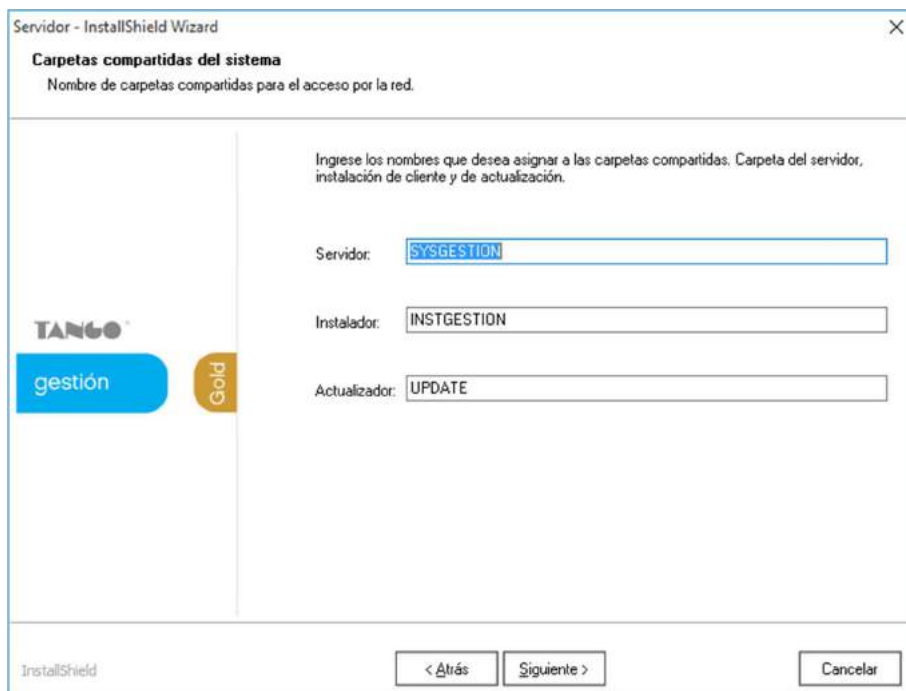 Servidor - InstallShield Wizard
Carpetas compartidas del sistema
Nombre de carpetas compartidas para el acceso por la red.
Ingrese los nombres que desea asignar a las carpetas compartidas. Carpeta del servidor,
instalación de cliente y de actualización.
Servidor: SYSGESTION
Instalador: INSTGESTION
Actualizador: UPDATE
TANGO
gestión
Gold
InstallShield
< Atrás
Siguiente >
Cancelar